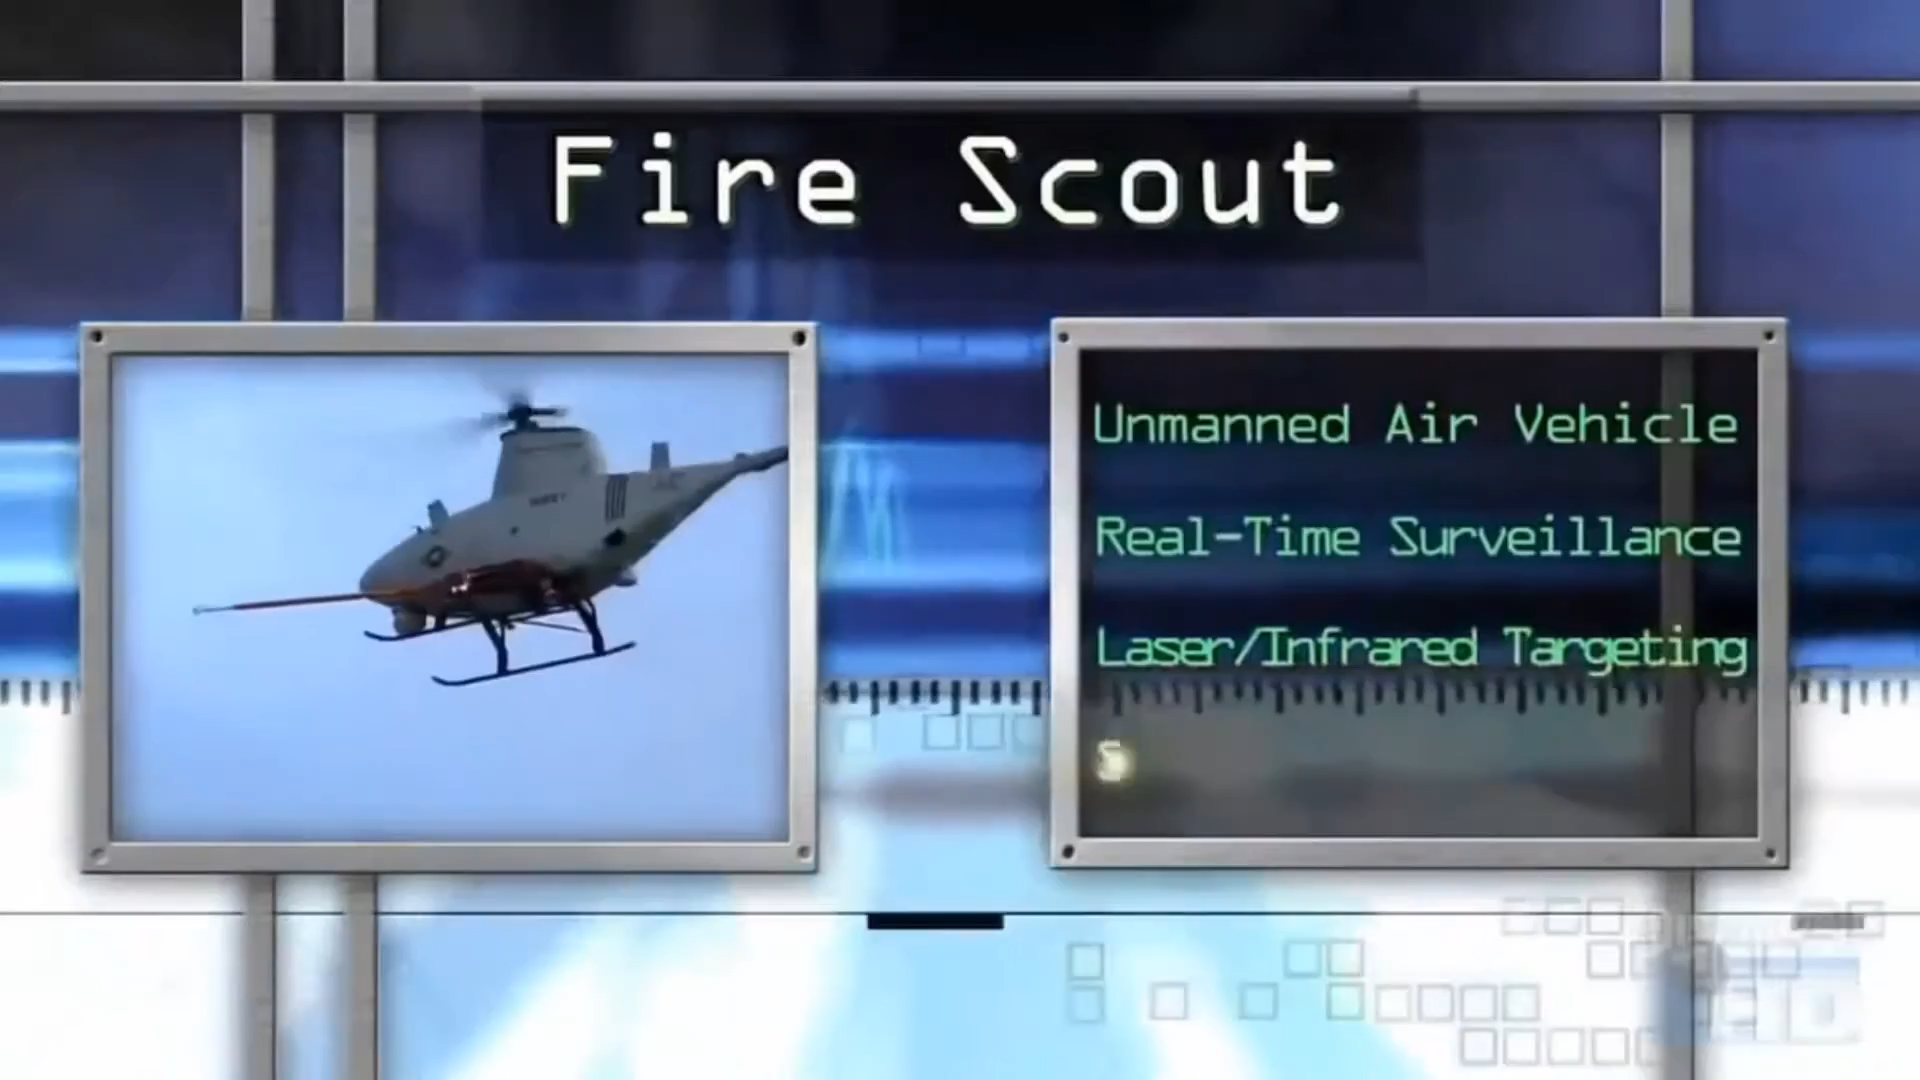 Fire Scout
Unmanned Air Vehicle
Real-Time Surveillance
Laser/Infrared Targeting
S